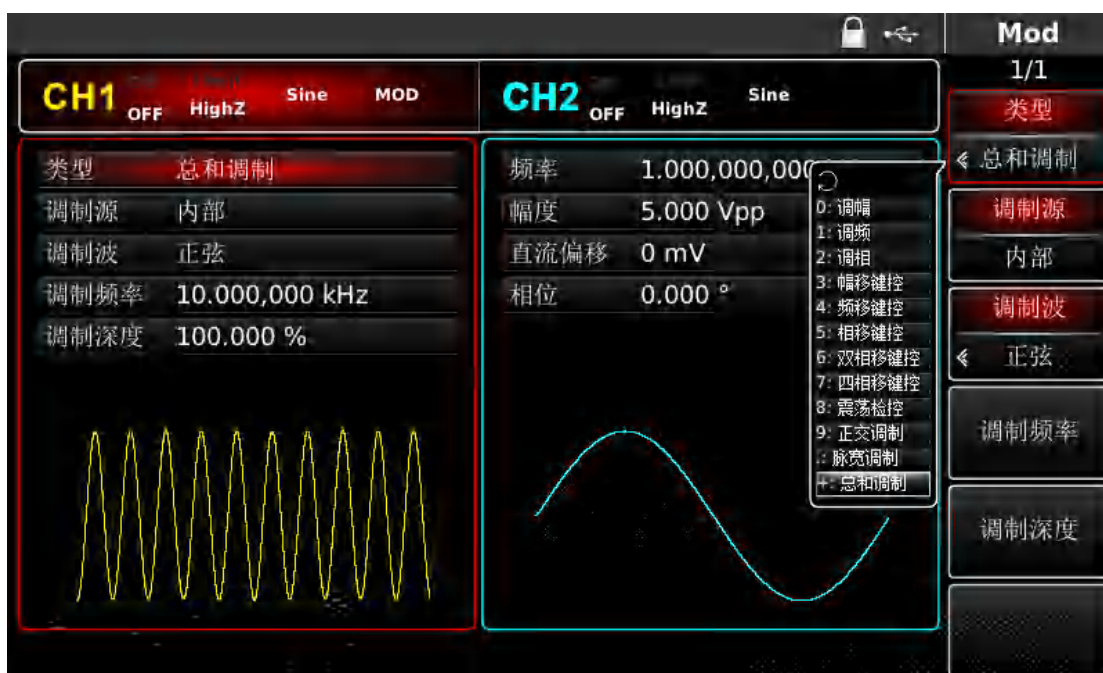 Mod
1/1
CH1 OFF HighZ Sine MOD
CH2 OFF HighZ Sine
类型 总和调制
调制源 内部
调制波 正弦
调制频率 10.000,000 kHz
调制深度 100.000 %
频率 1.000,000,000
幅度 5.000 Vpp
直流偏移 0 mV
相位 0.000 °
0: 调幅
1: 调频
2: 调相
3: 幅移键控
4: 频移键控
5: 相移键控
6: 双相移键控
7: 四相移键控
8: 震荡检控
9: 正交调制
.: 脉宽调制
+: 总和调制
类型
总和调制
调制源
内部
调制波
正弦
调制频率
调制深度